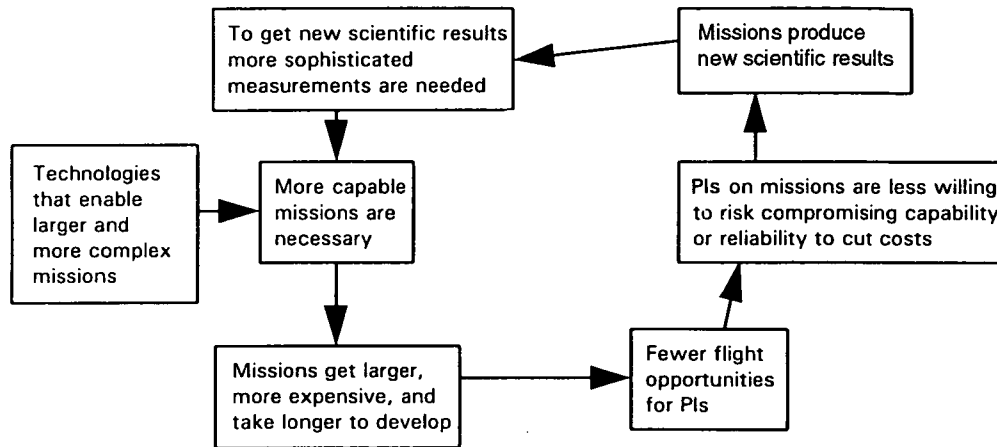 To get new scientific results
more sophisticated
measurements are needed
Missions produce
new scientific results
Technologies
that enable
larger and
more complex
missions
More capable
missions are
necessary
PIs on missions are less willing
to risk compromising capability
or reliability to cut costs
Missions get larger,
more expensive, and
take longer to develop
Fewer flight
opportunities
for PIs